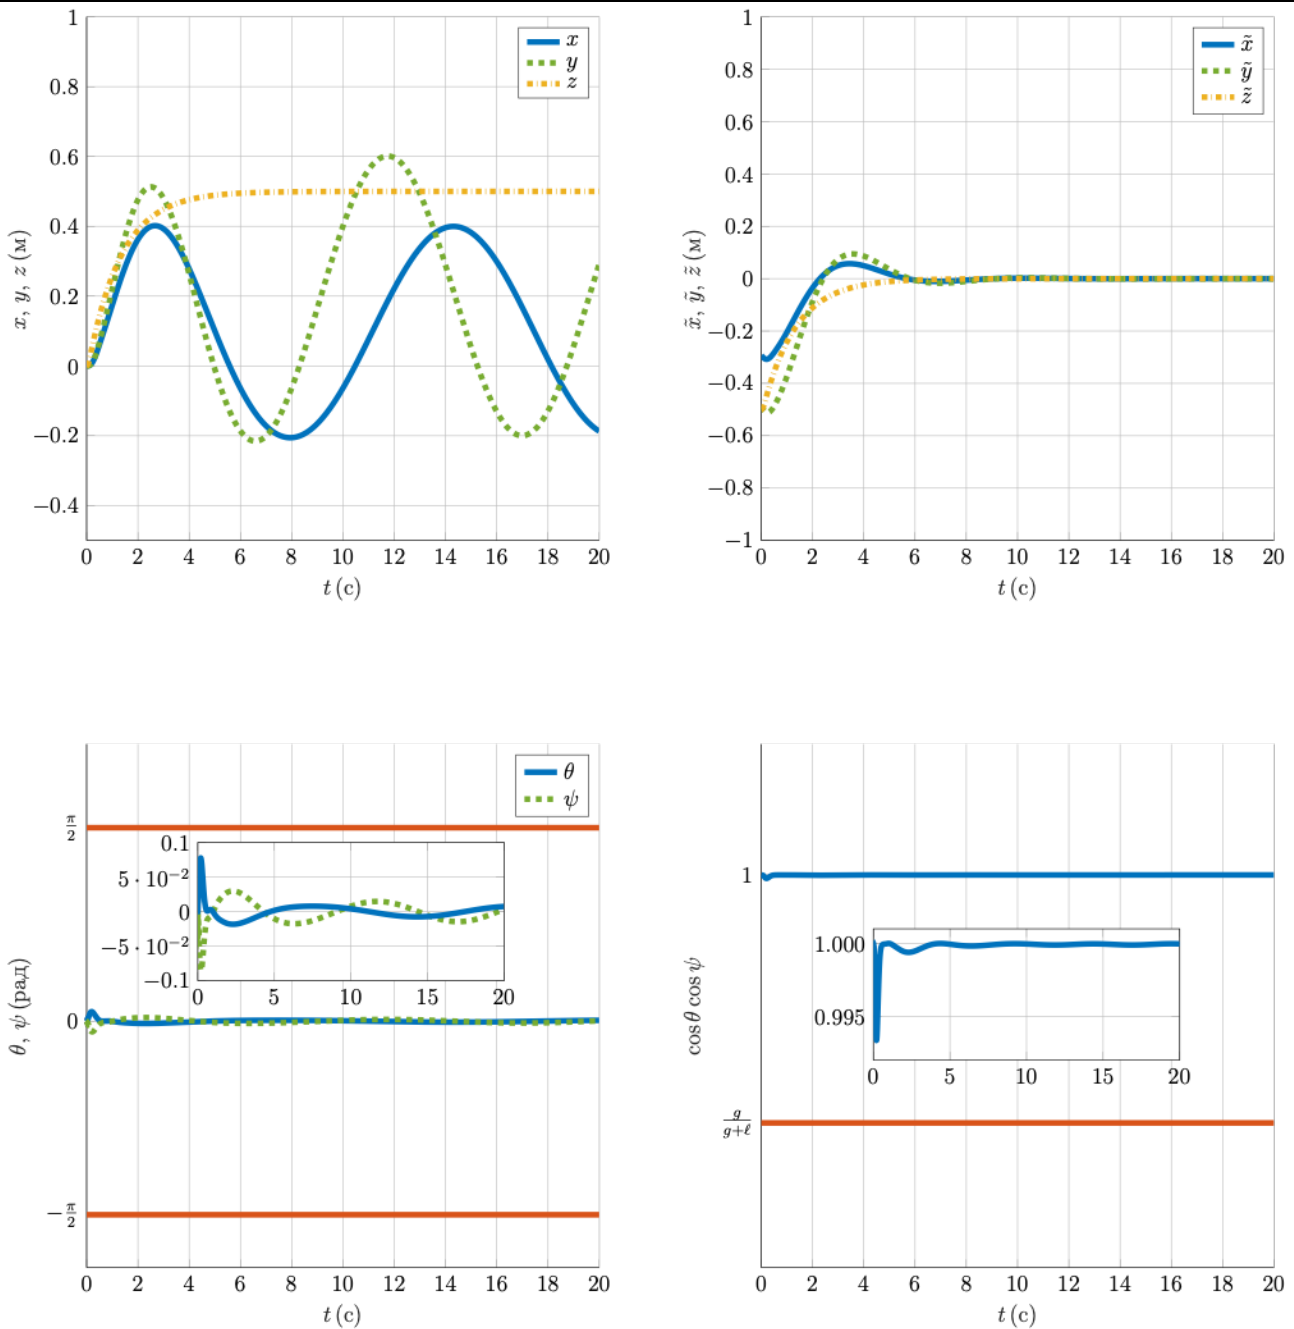 1
0.8
0.6
0.4
0.2
0
−0.2
−0.4
x, y, z (м)
x
y
z
0 2 4 6 8 10 12 14 16 18 20
t (с)
1
0.8
0.6
0.4
0.2
0
−0.2
−0.4
−0.6
−0.8
−1
x̃, ỹ, z̃ (м)
x̃
ỹ
z̃
0 2 4 6 8 10 12 14 16 18 20
t (с)
π/2
0
−π/2
θ, ψ (рад)
θ
ψ
0.1
5 · 10⁻²
0
−5 · 10⁻²
−0.1
0 5 10 15 20
0 2 4 6 8 10 12 14 16 18 20
t (с)
1
g/(g+ℓ)
cos θ cos ψ
1.000
0.995
0 5 10 15 20
0 2 4 6 8 10 12 14 16 18 20
t (с)